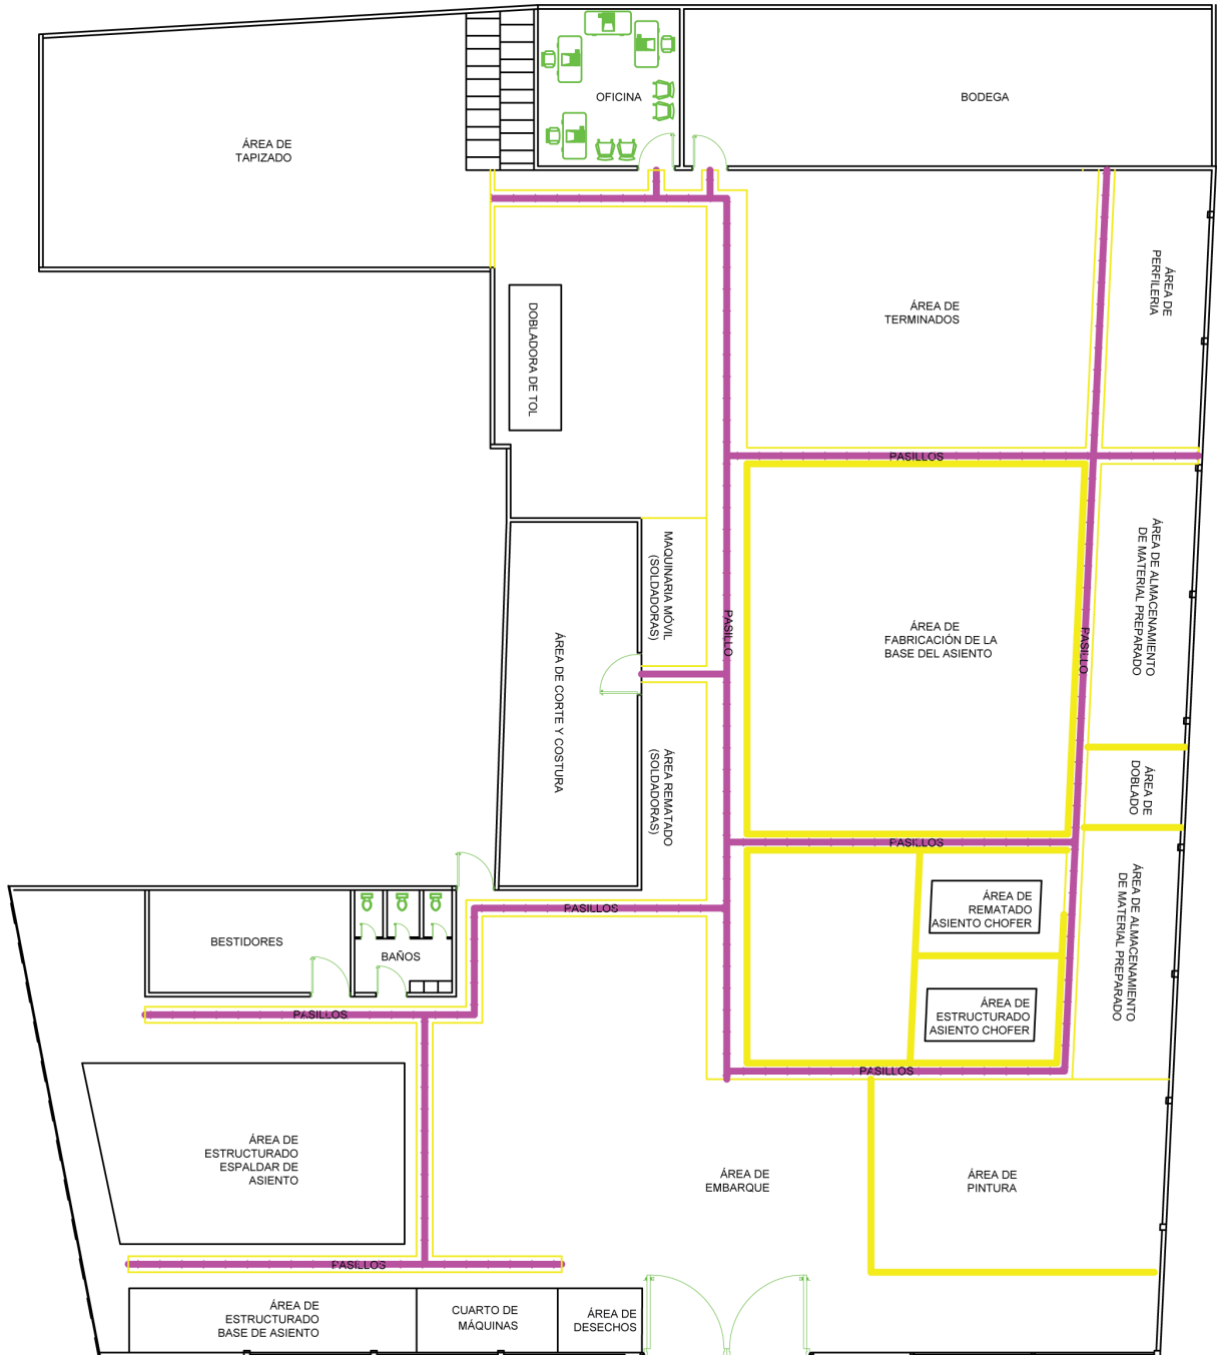 OFICINA
BODEGA
ÁREA DE
TAPIZADO
ÁREA DE
PERFILERIA
ÁREA DE
TERMINADOS
DOBLADORA DE TOL
PASILLOS
MAQUINARIA MÓVIL
(SOLDADORAS)
ÁREA DE ALMACENAMIENTO
DE MATERIAL PREPARADO
PASILLO
ÁREA DE
FABRICACIÓN DE LA
BASE DEL ASIENTO
PASILLO
ÁREA DE CORTE Y COSTURA
ÁREA REMATADO
(SOLDADORAS)
ÁREA DE
DOBLADO
PASILLOS
ÁREA DE
REMATADO
ASIENTO CHOFER
ÁREA DE ALMACENAMIENTO
DE MATERIAL PREPARADO
PASILLOS
BESTIDORES
BAÑOS
ÁREA DE
ESTRUCTURADO
ASIENTO CHOFER
PASILLOS
PASILLOS
ÁREA DE
ESTRUCTURADO
ESPALDAR DE
ASIENTO
ÁREA DE
EMBARQUE
ÁREA DE
PINTURA
PASILLOS
ÁREA DE
ESTRUCTURADO
BASE DE ASIENTO
CUARTO DE
MÁQUINAS
ÁREA DE
DESECHOS